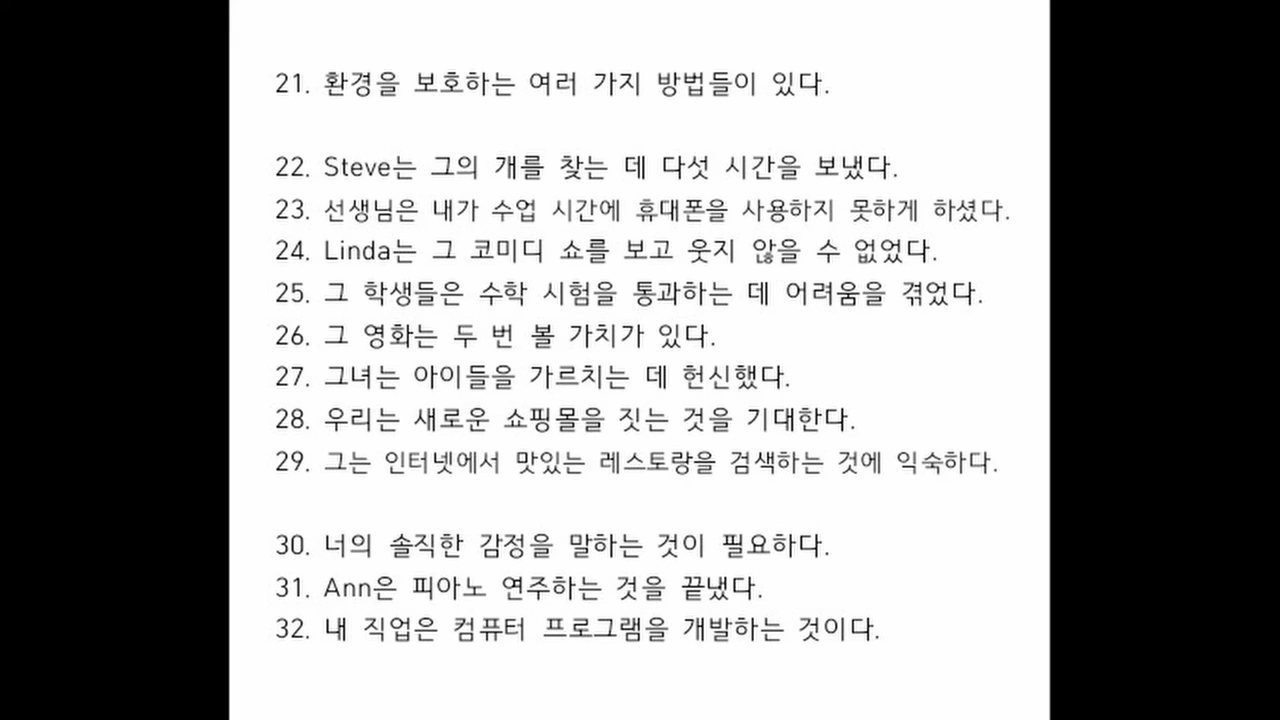 21. 환경을 보호하는 여러 가지 방법들이 있다.
22. Steve는 그의 개를 찾는 데 다섯 시간을 보냈다.
23. 선생님은 내가 수업 시간에 휴대폰을 사용하지 못하게 하셨다.
24. Linda는 그 코미디 쇼를 보고 웃지 않을 수 없었다.
25. 그 학생들은 수학 시험을 통과하는 데 어려움을 겪었다.
26. 그 영화는 두 번 볼 가치가 있다.
27. 그녀는 아이들을 가르치는 데 헌신했다.
28. 우리는 새로운 쇼핑몰을 짓는 것을 기대한다.
29. 그는 인터넷에서 맛있는 레스토랑을 검색하는 것에 익숙하다.
30. 너의 솔직한 감정을 말하는 것이 필요하다.
31. Ann은 피아노 연주하는 것을 끝냈다.
32. 내 직업은 컴퓨터 프로그램을 개발하는 것이다.